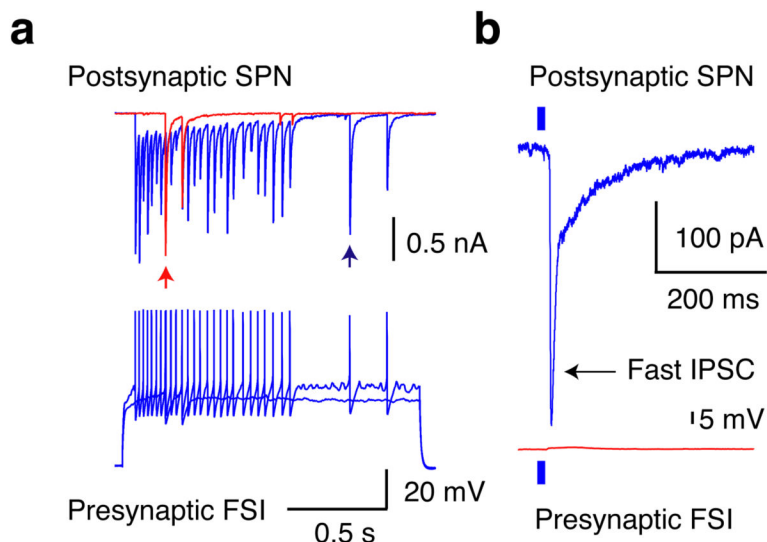 a
Postsynaptic SPN
0.5 nA
20 mV
Presynaptic FSI
0.5 s
b
Postsynaptic SPN
100 pA
200 ms
Fast IPSC
5 mV
Presynaptic FSI